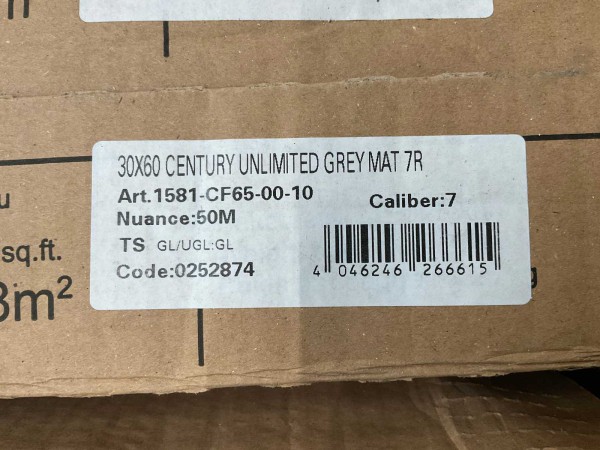 30X60 CENTURY UNLIMITED GREY MAT 7R
Art.1581-CF65-00-10
Caliber:7
Nuance:50M
TS GL/UGL:GL
Code:0252874
4 046246 266615
sq.ft.
m²